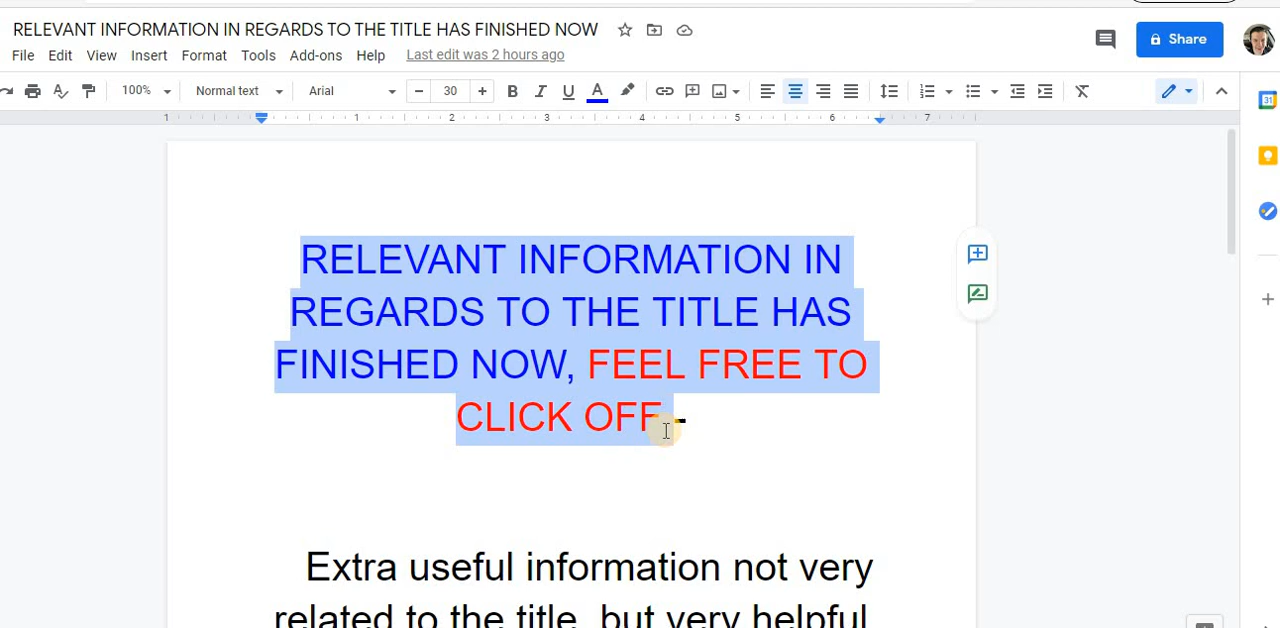 RELEVANT INFORMATION IN REGARDS TO THE TITLE HAS FINISHED NOW
File Edit View Insert Format Tools Add-ons Help Last edit was 2 hours ago
Share
100% Normal text Arial 30 B I U A
1 1 2 3 4 5 6 7
31
RELEVANT INFORMATION IN
REGARDS TO THE TITLE HAS
FINISHED NOW, FEEL FREE TO
CLICK OFF -
Extra useful information not very
related to the title, but very helpful